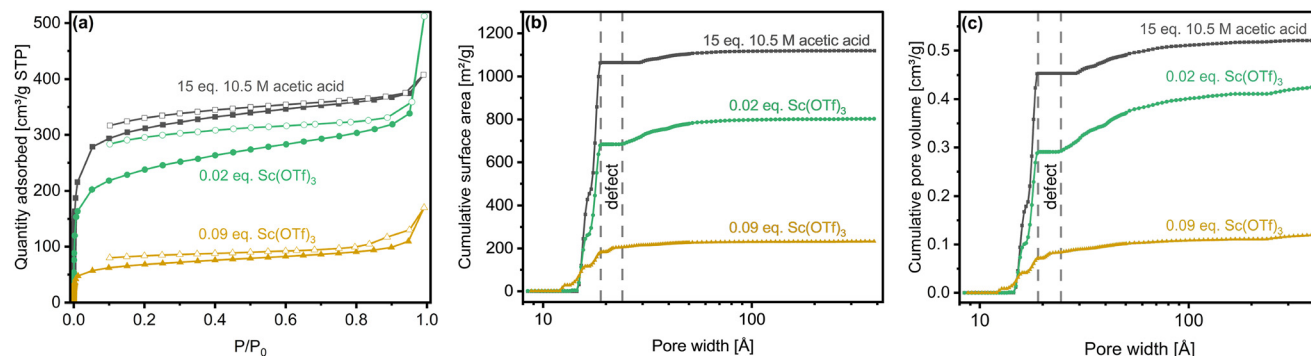 (a)
500
400
300
200
100
0
0.0
0.2
0.4
0.6
0.8
1.0
Quantity adsorbed [cm³/g STP]
P/P₀
15 eq. 10.5 M acetic acid
0.02 eq. Sc(OTf)₃
0.09 eq. Sc(OTf)₃
(b)
1200
1000
800
600
400
200
0
10
100
Cumulative surface area [m²/g]
Pore width [Å]
15 eq. 10.5 M acetic acid
0.02 eq. Sc(OTf)₃
defect
0.09 eq. Sc(OTf)₃
(c)
0.5
0.4
0.3
0.2
0.1
0.0
10
100
Cumulative pore volume [cm³/g]
Pore width [Å]
15 eq. 10.5 M acetic acid
0.02 eq. Sc(OTf)₃
defect
0.09 eq. Sc(OTf)₃